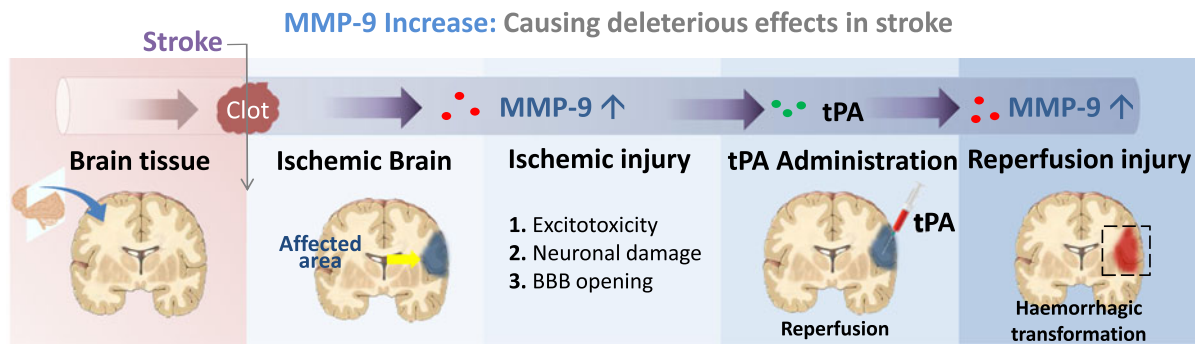 MMP-9 Increase: Causing deleterious effects in stroke
Stroke
Clot
MMP-9 ↑
tPA
MMP-9 ↑
Brain tissue
Ischemic Brain
Ischemic injury
tPA Administration
Reperfusion injury
Affected
area
1. Excitotoxicity
2. Neuronal damage
3. BBB opening
tPA
Reperfusion
Haemorrhagic
transformation